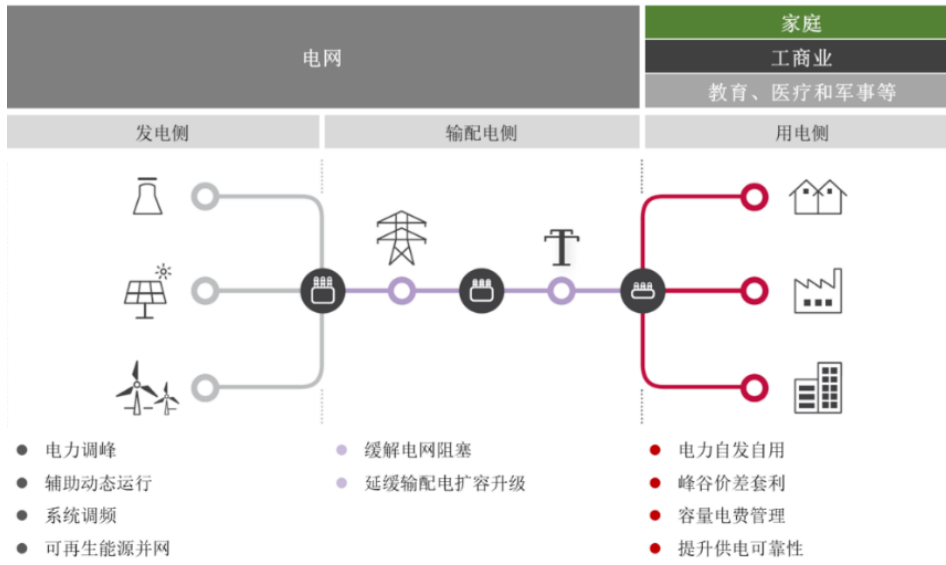 电网
家庭
工商业
教育、医疗和军事等
发电侧
输配电侧
用电侧
电力调峰
辅助动态运行
系统调频
可再生能源并网
缓解电网阻塞
延缓输配电扩容升级
电力自发自用
峰谷价差套利
容量电费管理
提升供电可靠性